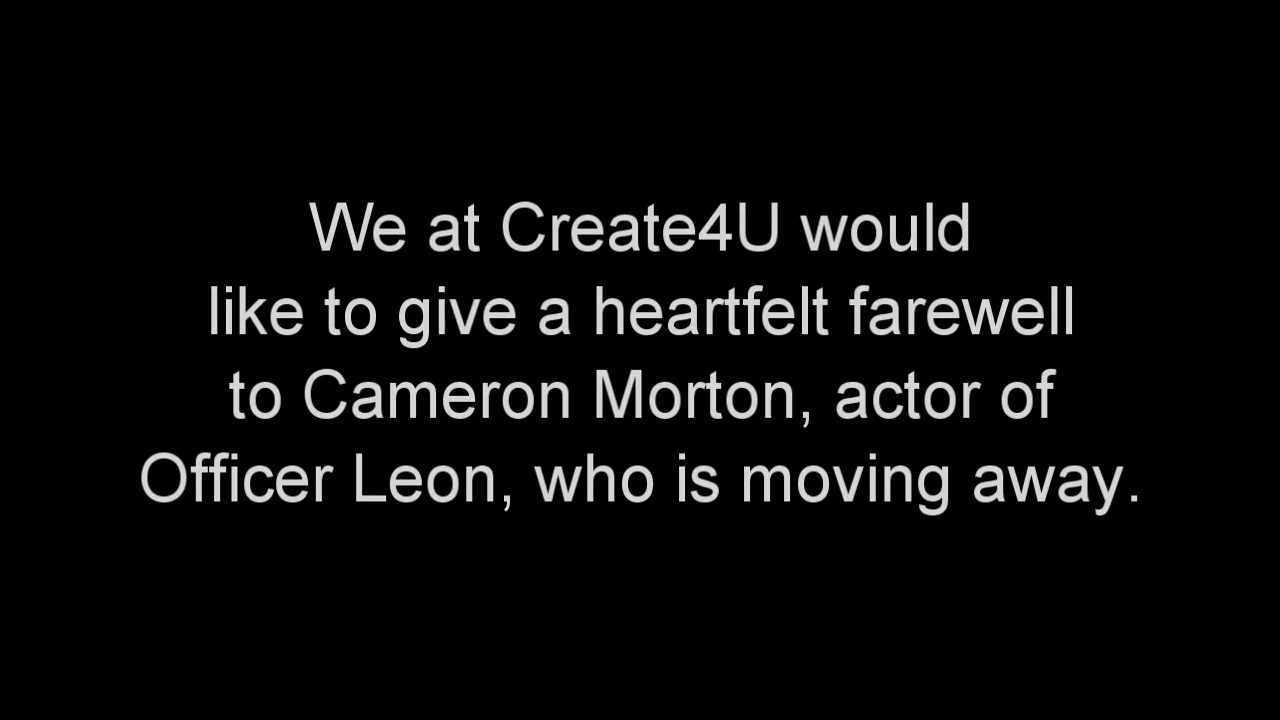 We at Create4U would
like to give a heartfelt farewell
to Cameron Morton, actor of
Officer Leon, who is moving away.